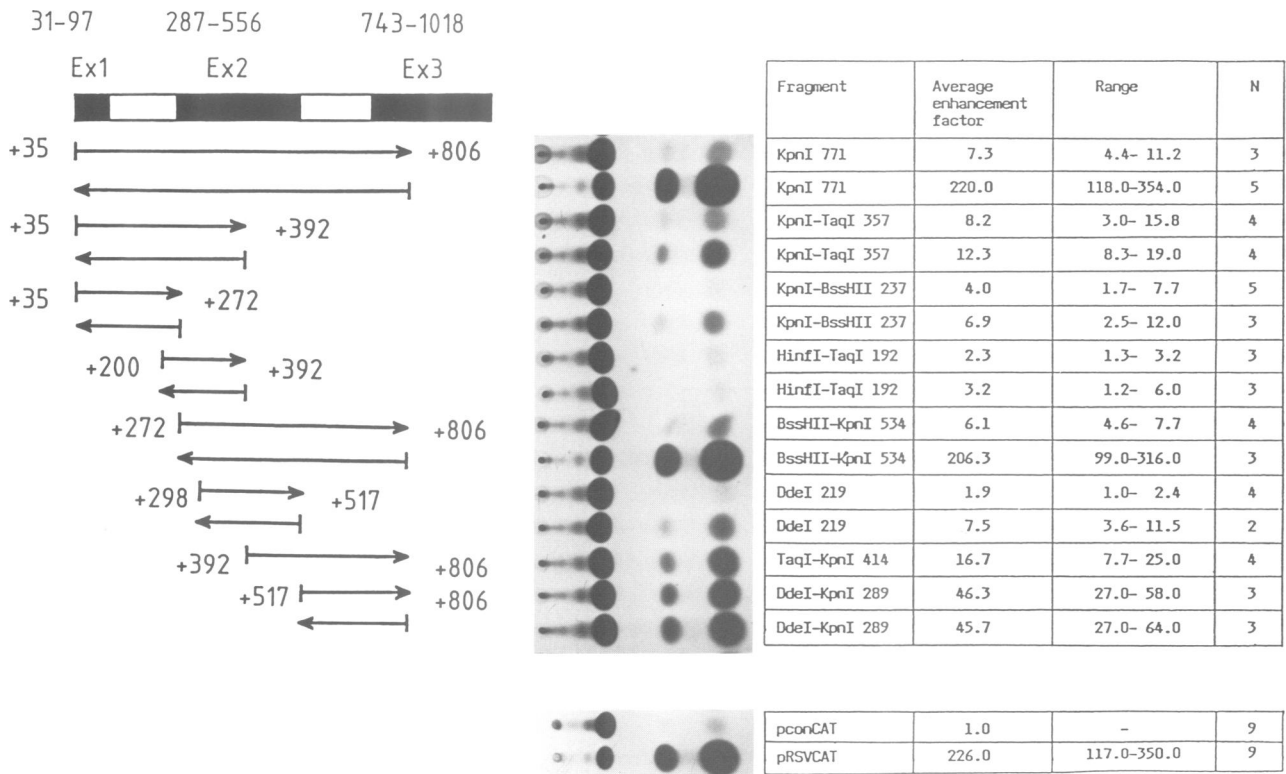 31-97 287-556 743-1018
Ex1 Ex2 Ex3
+35 +806
+35 +392
+35 +272
+200 +392
+272 +806
+298 +517
+392 +806
+517 +806
Fragment Average enhancement factor Range N
KpnI 771 7.3 4.4- 11.2 3
KpnI 771 220.0 118.0-354.0 5
KpnI-TaqI 357 8.2 3.0- 15.8 4
KpnI-TaqI 357 12.3 8.3- 19.0 4
KpnI-BssHII 237 4.0 1.7- 7.7 5
KpnI-BssHII 237 6.9 2.5- 12.0 3
HinfI-TaqI 192 2.3 1.3- 3.2 3
HinfI-TaqI 192 3.2 1.2- 6.0 3
BssHII-KpnI 534 6.1 4.6- 7.7 4
BssHII-KpnI 534 206.3 99.0-316.0 3
DdeI 219 1.9 1.0- 2.4 4
DdeI 219 7.5 3.6- 11.5 2
TaqI-KpnI 414 16.7 7.7- 25.0 4
DdeI-KpnI 289 46.3 27.0- 58.0 3
DdeI-KpnI 289 45.7 27.0- 64.0 3
pconCAT 1.0 - 9
pRSVCAT 226.0 117.0-350.0 9